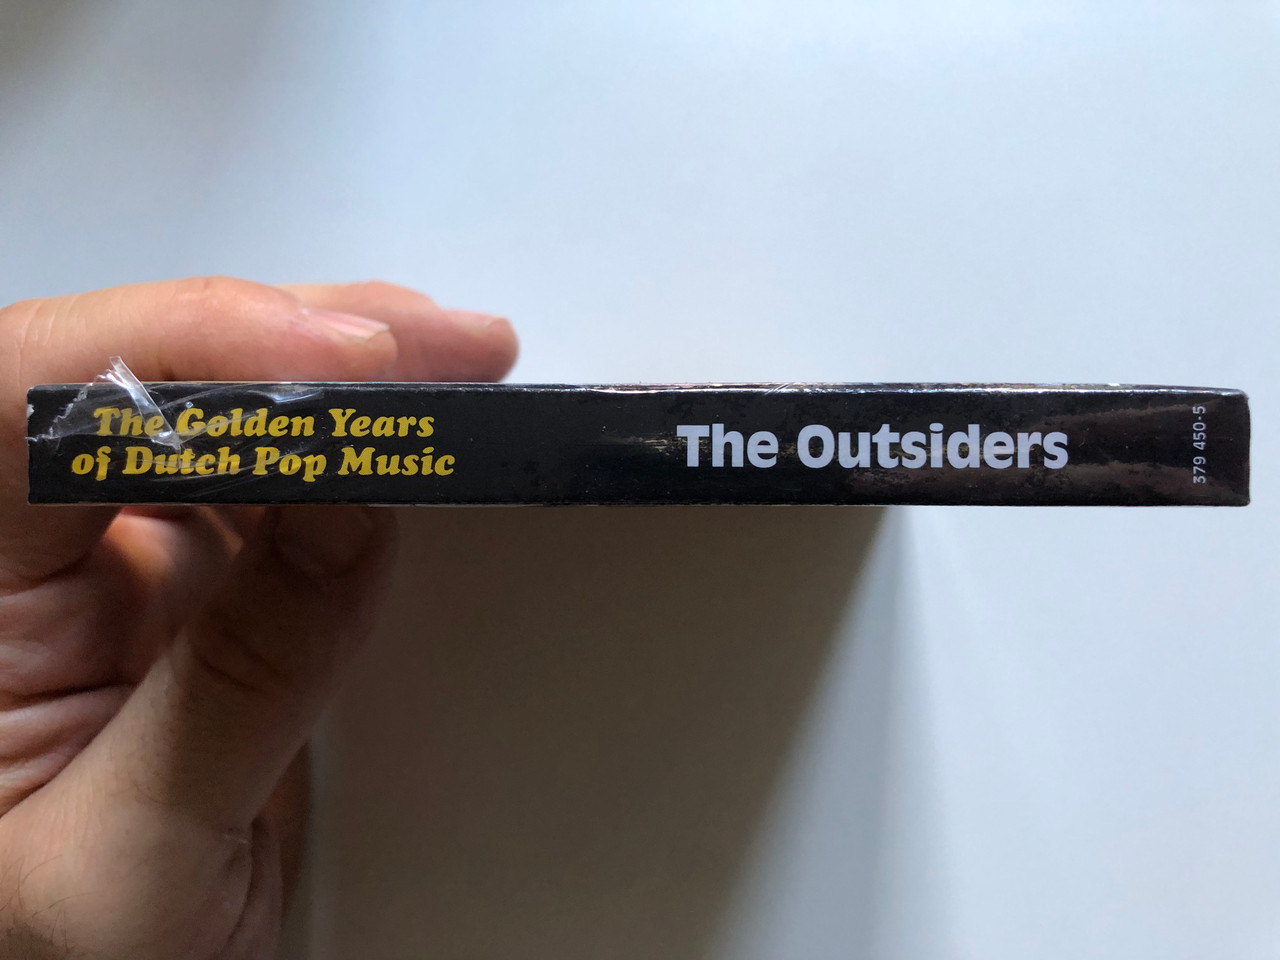 The Golden Years
of Dutch Pop Music
The Outsiders
379 450-5